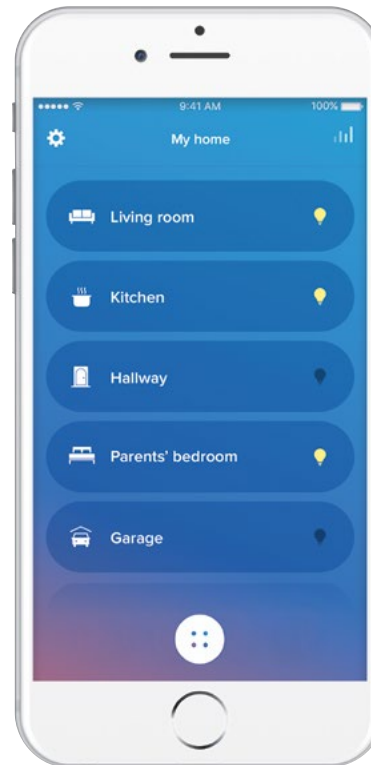 9:41 AM
100%
My home
Living room
Kitchen
Hallway
Parents' bedroom
Garage